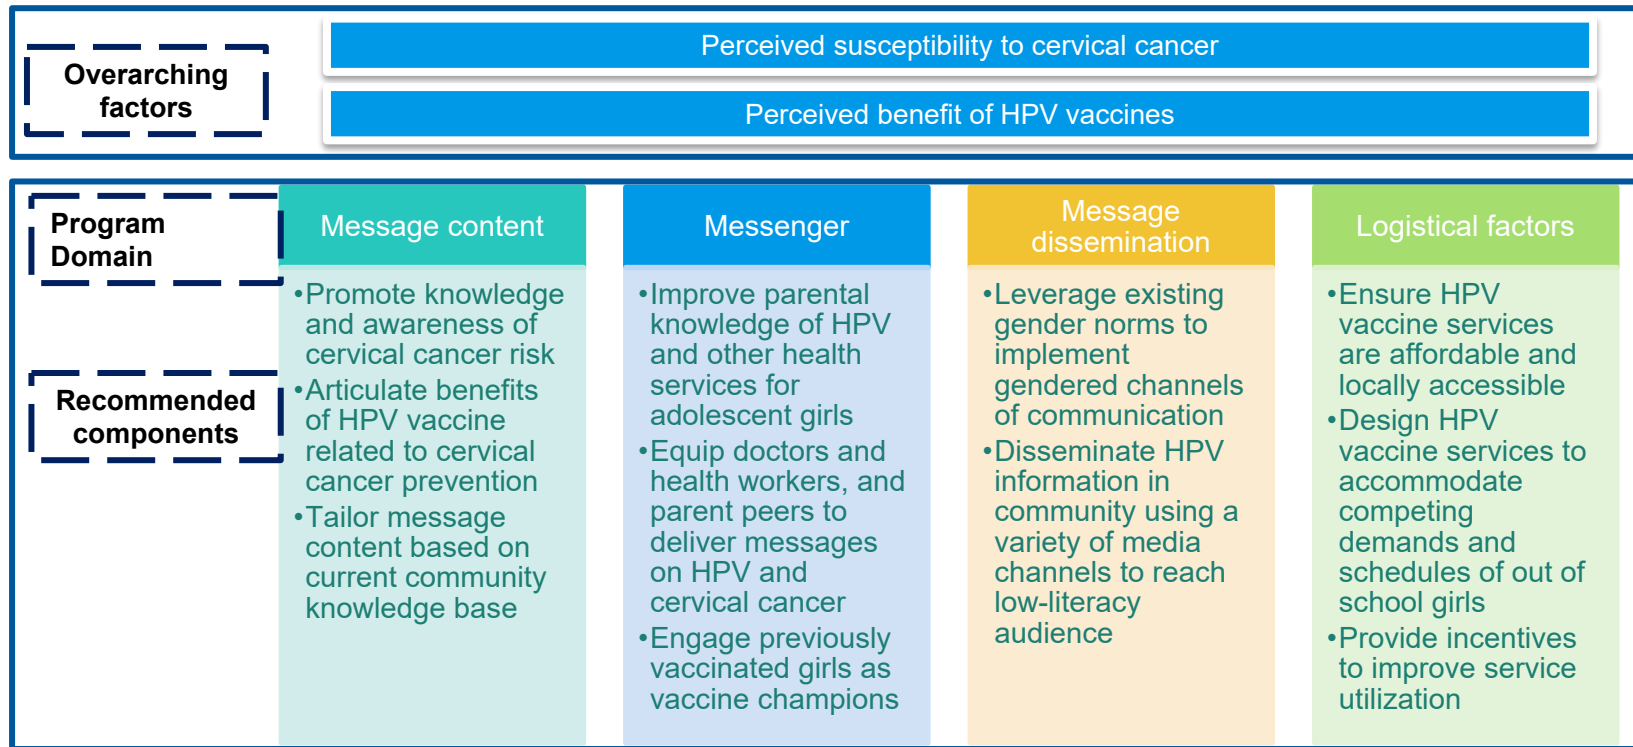 Overarching
factors
Perceived susceptibility to cervical cancer
Perceived benefit of HPV vaccines
Program
Domain
Recommended
components
Message content
•Promote knowledge
and awareness of
cervical cancer risk
•Articulate benefits
of HPV vaccine
related to cervical
cancer prevention
•Tailor message
content based on
current community
knowledge base
Messenger
•Improve parental
knowledge of HPV
and other health
services for
adolescent girls
•Equip doctors and
health workers, and
parent peers to
deliver messages
on HPV and
cervical cancer
•Engage previously
vaccinated girls as
vaccine champions
Message
dissemination
•Leverage existing
gender norms to
implement
gendered channels
of communication
•Disseminate HPV
information in
community using a
variety of media
channels to reach
low-literacy
audience
Logistical factors
•Ensure HPV
vaccine services
are affordable and
locally accessible
•Design HPV
vaccine services to
accommodate
competing
demands and
schedules of out of
school girls
•Provide incentives
to improve service
utilization